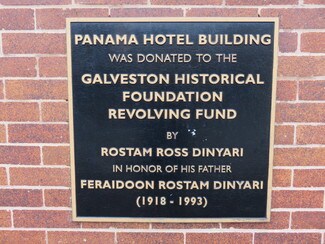 PANAMA HOTEL BUILDING
WAS DONATED TO THE
GALVESTON HISTORICAL
FOUNDATION
REVOLVING FUND
BY
ROSTAM ROSS DINYARI
IN HONOR OF HIS FATHER
FERAIDOON ROSTAM DINYARI
(1918 - 1993)